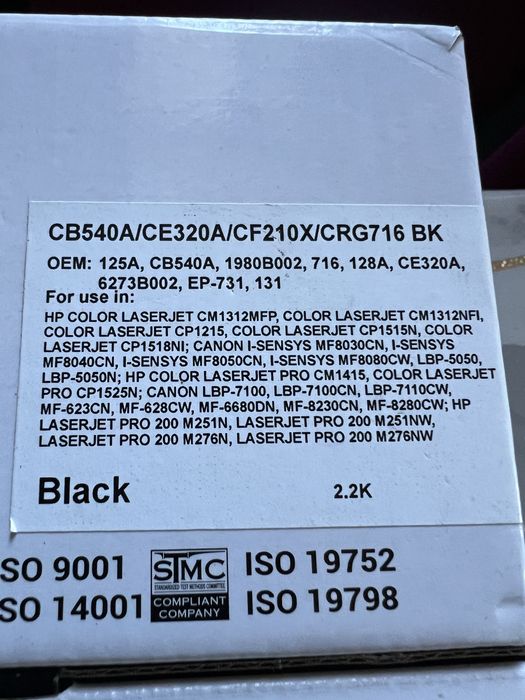 CB540A/CE320A/CF210X/CRG716 BK
OEM: 125A, CB540A, 1980B002, 716, 128A, CE320A,
6273B002, EP-731, 131
For use in:
HP COLOR LASERJET CM1312MFP, COLOR LASERJET CM1312NFI,
COLOR LASERJET CP1215, COLOR LASERJET CP1515N, COLOR
LASERJET CP1518NI; CANON I-SENSYS MF8030CN, I-SENSYS
MF8040CN, I-SENSYS MF8050CN, I-SENSYS MF8080CW, LBP-5050,
LBP-5050N; HP COLOR LASERJET PRO CM1415, COLOR LASERJET
PRO CP1525N; CANON LBP-7100, LBP-7100CN, LBP-7110CW,
MF-623CN, MF-628CW, MF-6680DN, MF-8230CN, MF-8280CW; HP
LASERJET PRO 200 M251N, LASERJET PRO 200 M251NW,
LASERJET PRO 200 M276N, LASERJET PRO 200 M276NW
Black 2.2K
SO 9001 STMC ISO 19752
STANDARDIZED TEST METHODS COMMITTEE
SO 14001 COMPLIANT COMPANY ISO 19798